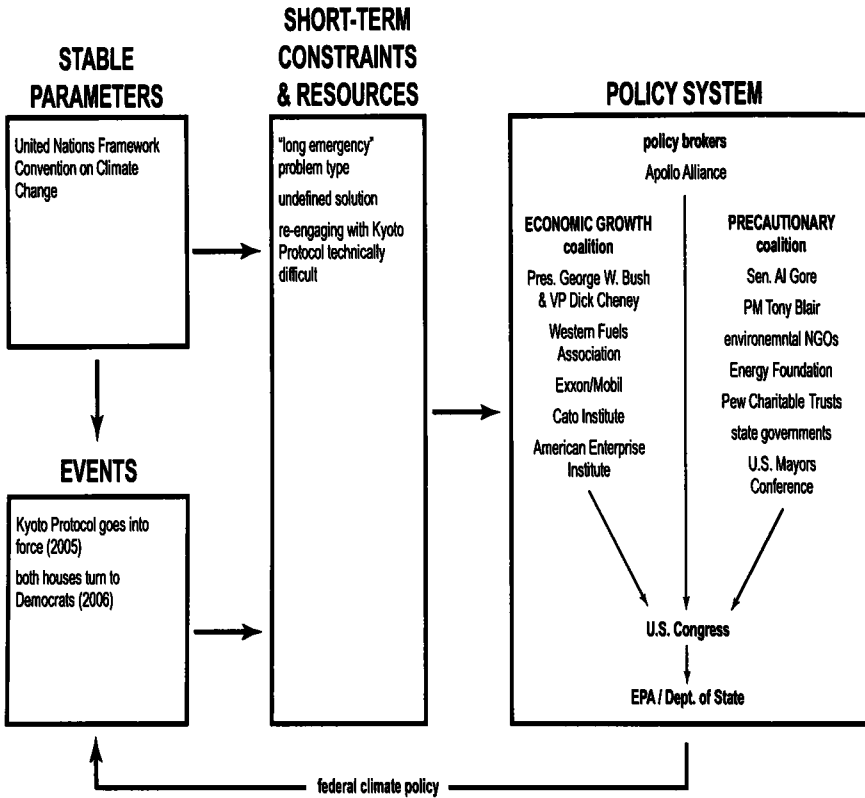 STABLE
PARAMETERS
United Nations Framework
Convention on Climate
Change
EVENTS
Kyoto Protocol goes into
force (2005)
both houses turn to
Democrats (2006)
SHORT-TERM
CONSTRAINTS
& RESOURCES
"long emergency"
problem type
undefined solution
re-engaging with Kyoto
Protocol technically
difficult
POLICY SYSTEM
policy brokers
Apollo Alliance
ECONOMIC GROWTH
coalition
Pres. George W. Bush
& VP Dick Cheney
Western Fuels
Association
Exxon/Mobil
Cato Institute
American Enterprise
Institute
PRECAUTIONARY
coalition
Sen. Al Gore
PM Tony Blair
environemntal NGOs
Energy Foundation
Pew Charitable Trusts
state governments
U.S. Mayors
Conference
U.S. Congress
EPA / Dept. of State
federal climate policy